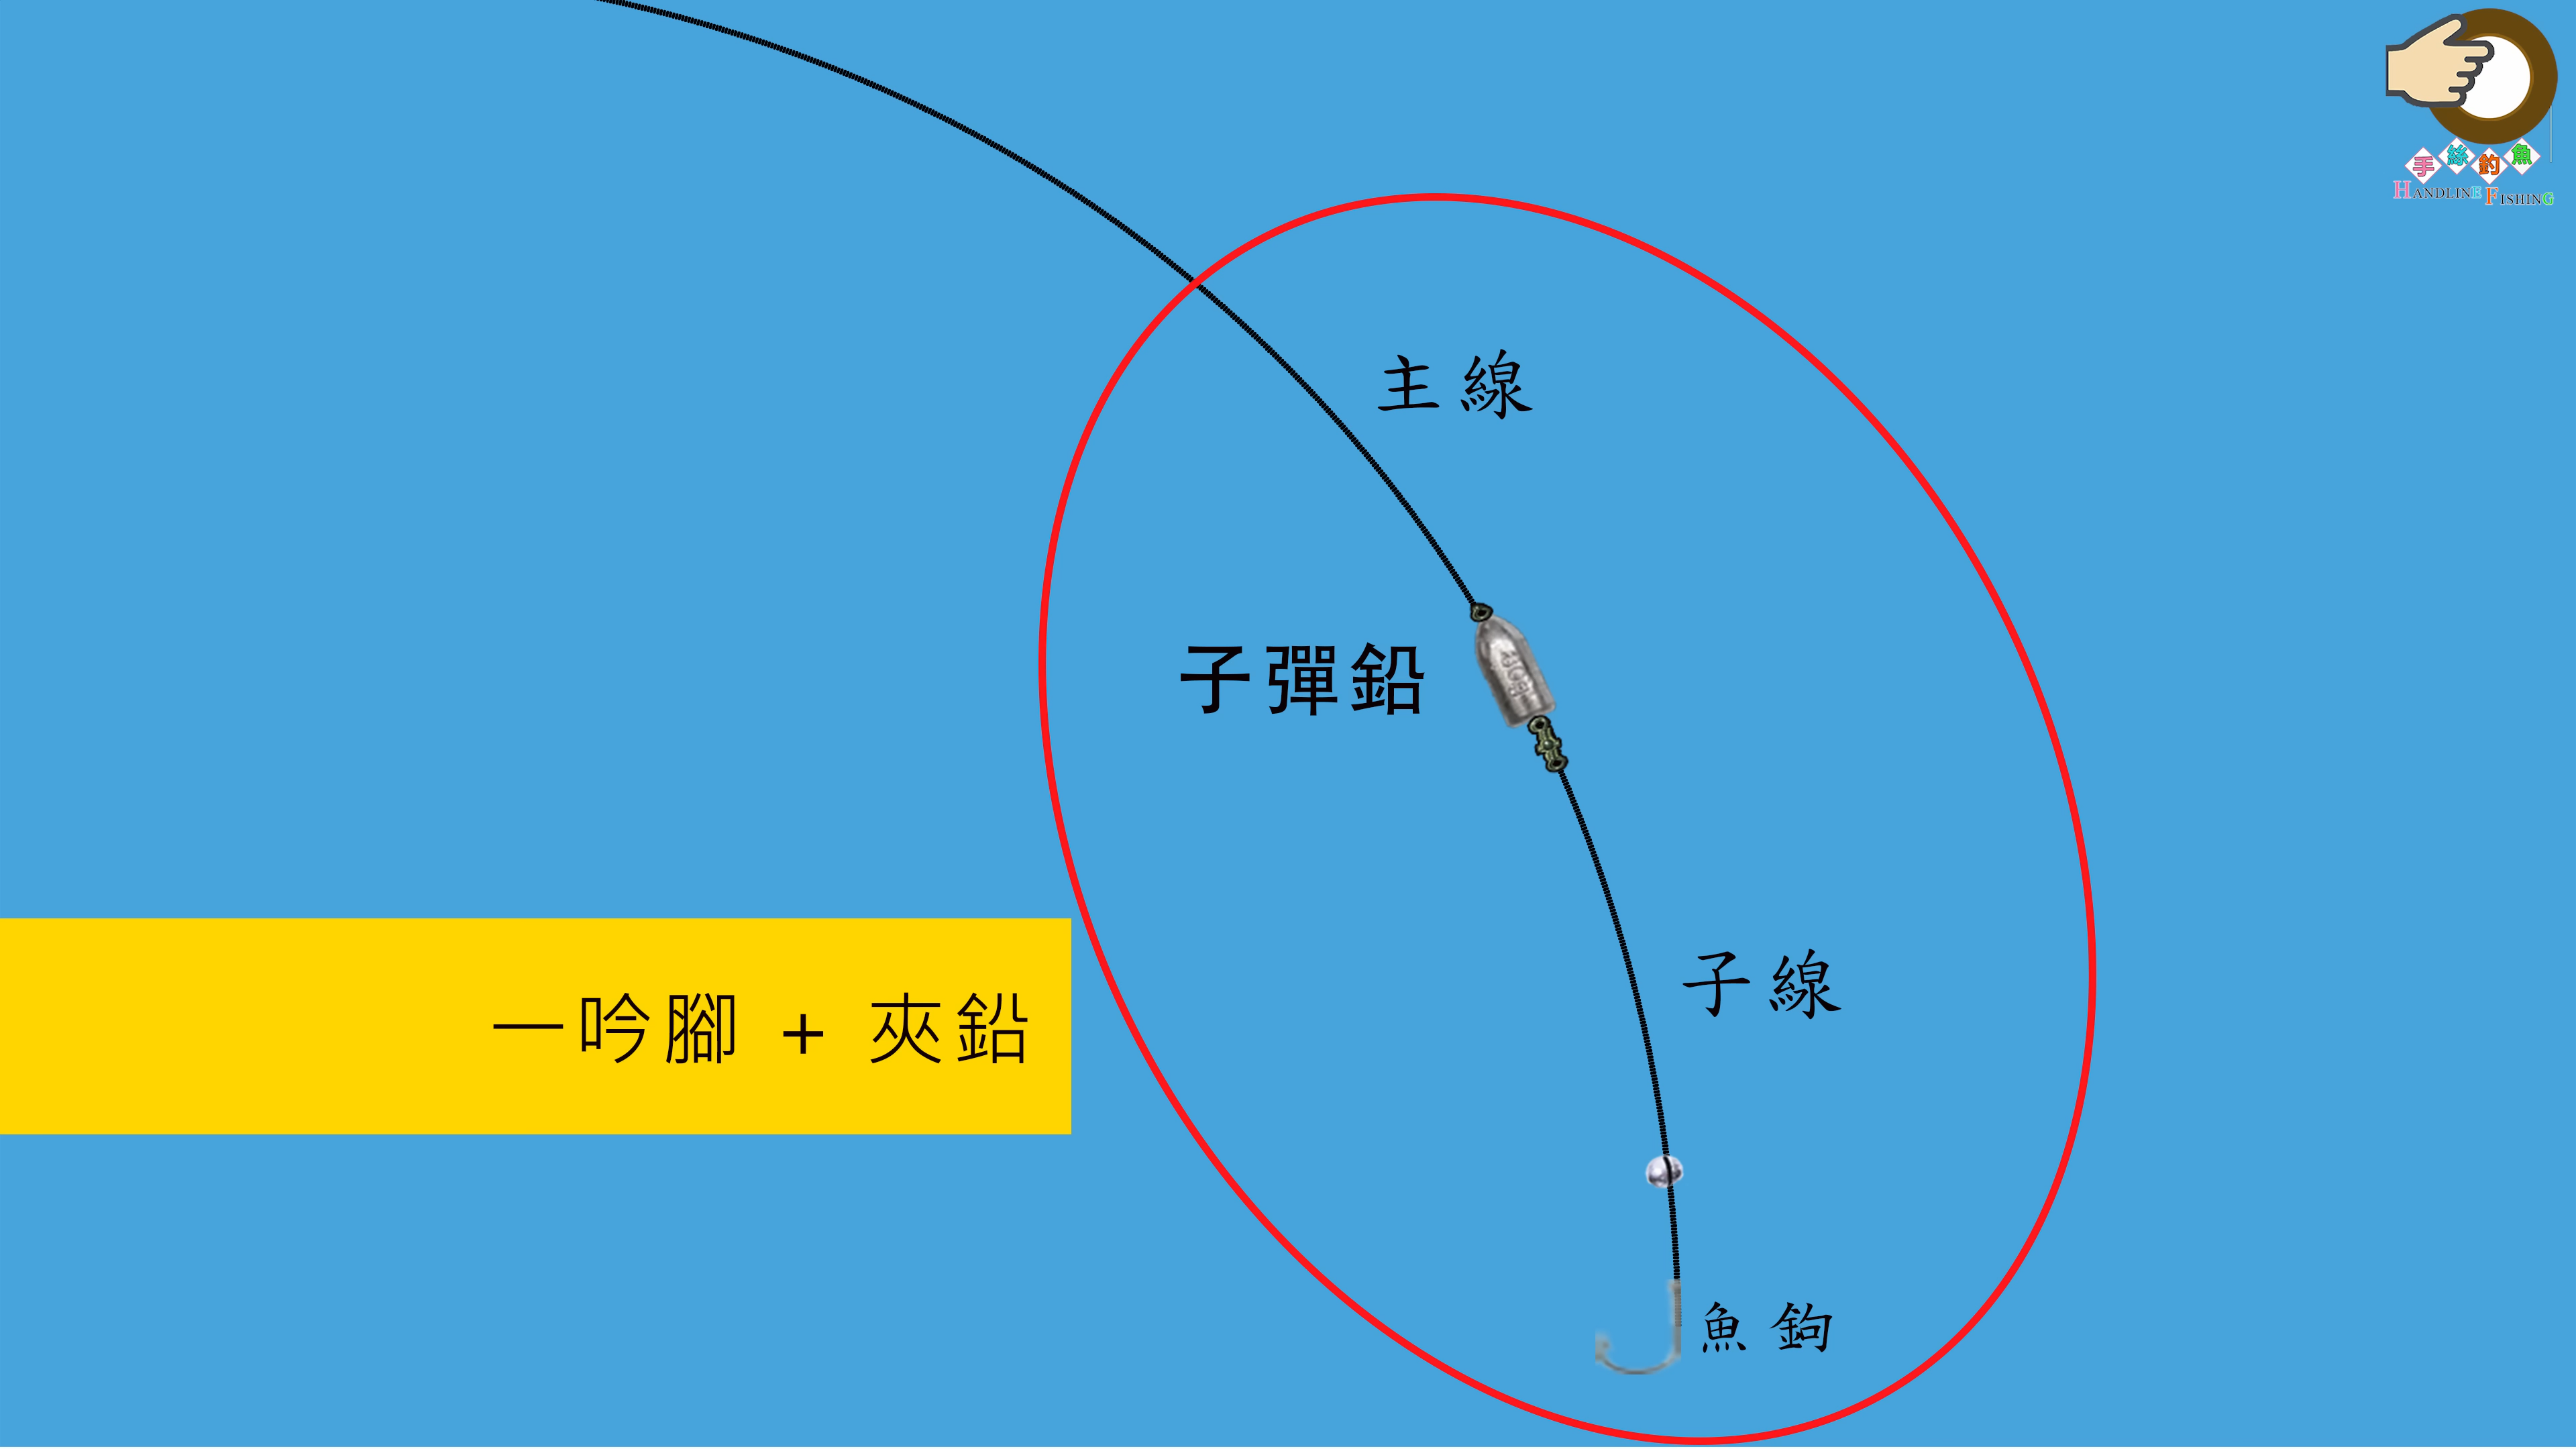 手絲釣魚
HANDLINE FISHING
主線
子彈鉛
一吟腳 + 夾鉛
子線
魚鉤